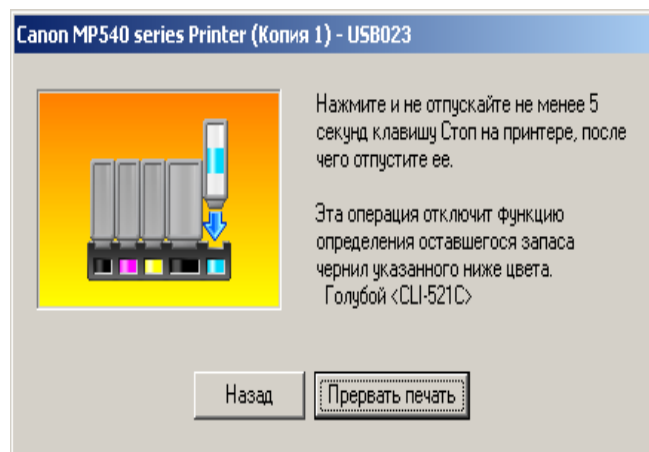 Canon MP540 series Printer (Копия 1) - USB023
Нажмите и не отпускайте не менее 5
секунд клавишу Стоп на принтере, после
чего отпустите ее.
Эта операция отключит функцию
определения оставшегося запаса
чернил указанного ниже цвета.
Голубой <CLI-521C>
Назад
Прервать печать